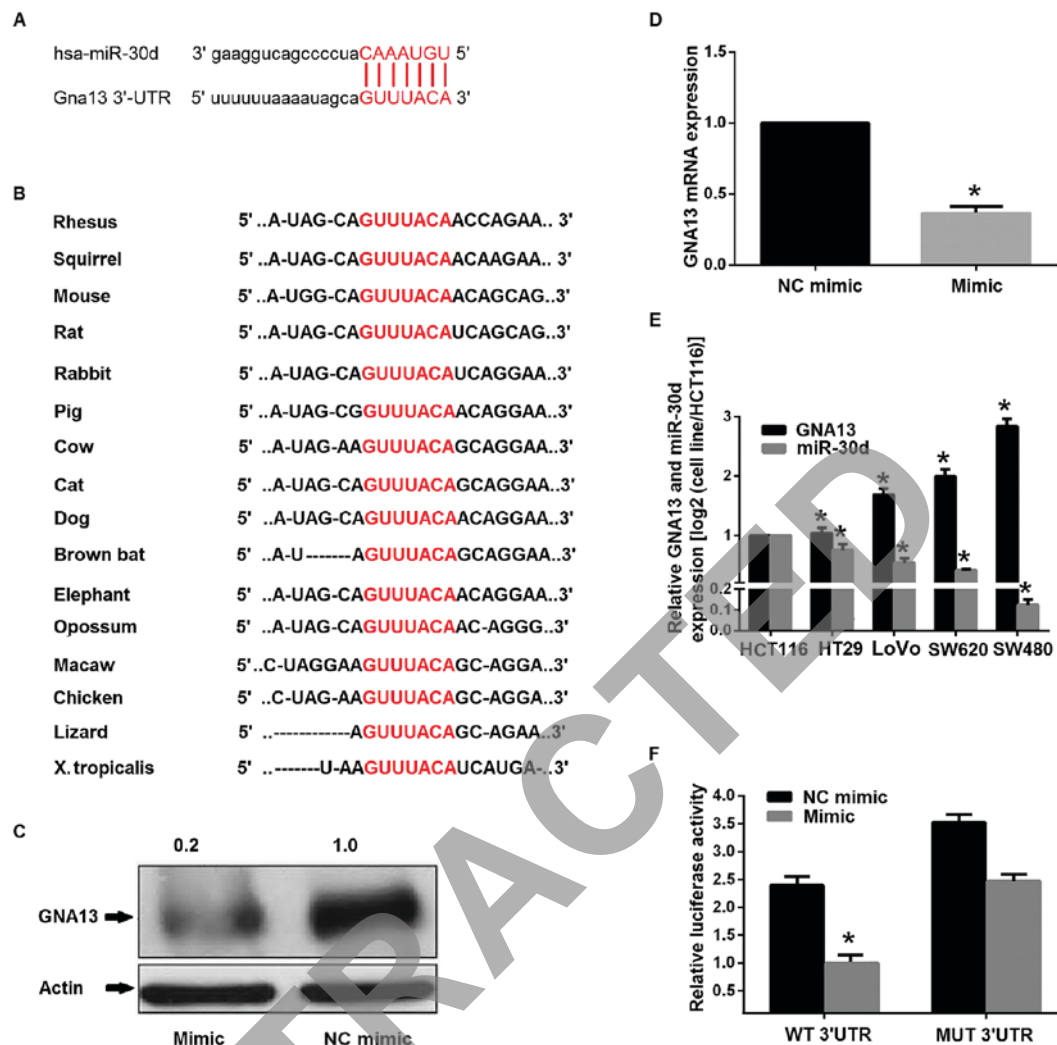 A
hsa-miR-30d 3' gaaggucagccccuaCAAAUGU 5'
Gna13 3'-UTR 5' uuuuuuaaaauagcaGUUUACA 3'
B
Rhesus 5' ..A-UAG-CAGUUUACAACCAGAA.. 3'
Squirrel 5' ..A-UAG-CAGUUUACAACAAGAA.. 3'
Mouse 5' ..A-UGG-CAGUUUACAACAGCAG..3'
Rat 5' ..A-UAG-CAGUUUACAUCAGCAG..3'
Rabbit 5' ..A-UAG-CAGUUUACAUCAGGAA..3'
Pig 5' ..A-UAG-CGGUUUACAACAGGAA..3'
Cow 5' ..A-UAG-AAGUUUACAGCAGGAA..3'
Cat 5' ..A-UAG-CAGUUUACAGCAGGAA..3'
Dog 5' ..A-UAG-CAGUUUACAACAGGAA..3'
Brown bat 5' ..A-U-------AGUUUACAGCAGGAA..3'
Elephant 5' ..A-UAG-CAGUUUACAACAGGAA..3'
Opossum 5' ..A-UAG-CAGUUUACAAC-AGGG..3'
Macaw 5'..C-UAGGAAGUUUACAGC-AGGA..3'
Chicken 5' ..C-UAG-AAGUUUACAGC-AGGA..3'
Lizard 5' ..------------AGUUUACAGC-AGAA..3'
X. tropicalis 5' ..-------U-AAGUUUACAUCAUGA-..3'
C
0.2 1.0
GNA13
Actin
Mimic NC mimic
D
GNA13 mRNA expression
1.5
1.0
0.5
0.0
*
NC mimic Mimic
E
Relative GNA13 and miR-30d
expression [log2 (cell line/HCT116)]
3
2
1
0.2
0.1
0.0
GNA13
miR-30d
* * * * * * * *
HCT116 HT29 LoVo SW620 SW480
F
Relative luciferase activity
4.0
3.5
3.0
2.5
2.0
1.5
1.0
0.5
0.0
NC mimic
Mimic
*
WT 3'UTR MUT 3'UTR
TRACTED